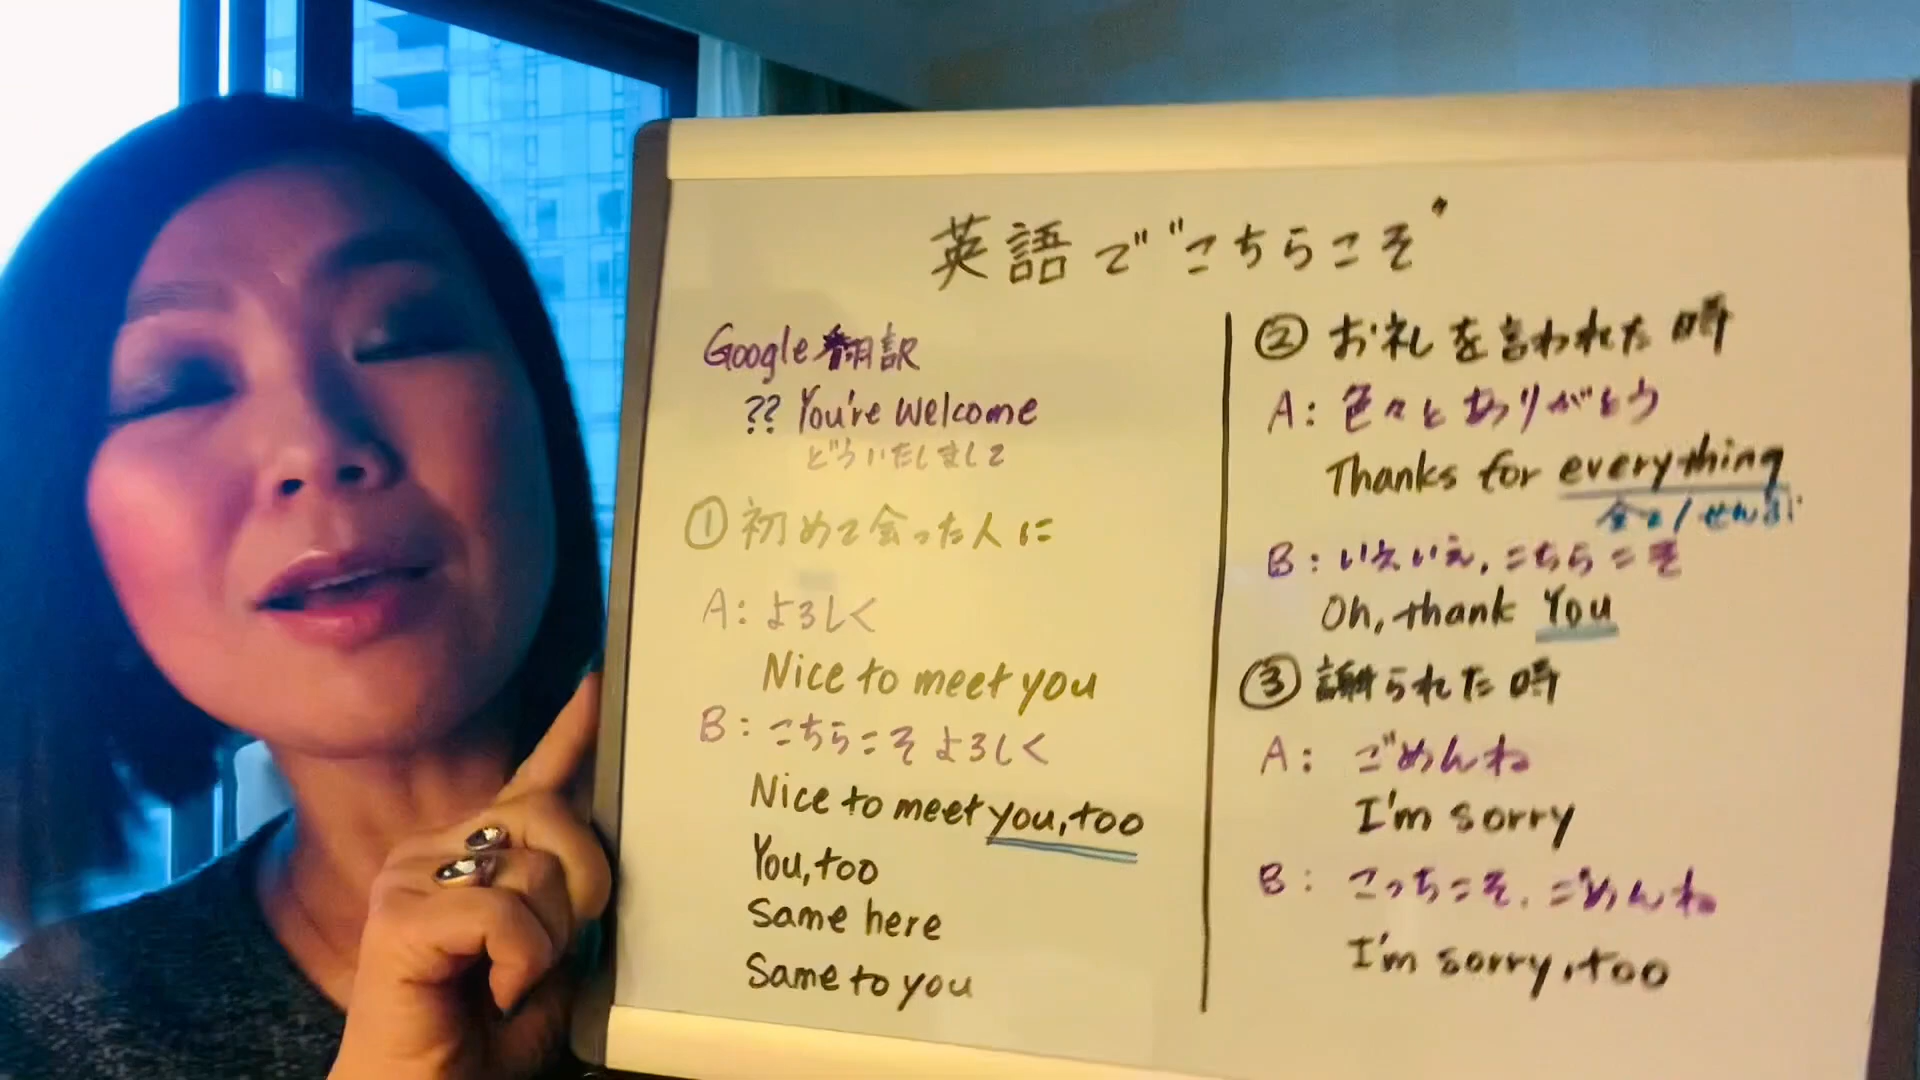 英語で"こちらこそ"
Google 翻訳
?? You're Welcome
どういたしまして
① 初めて会った人に
A: よろしく
Nice to meet you
B: こちらこそ よろしく
Nice to meet you, too
You, too
Same here
Same to you
② お礼を言われた時
A: 色々とありがとう
Thanks for everything
全て / ぜんぶ
B: いえいえ, こちらこそ
Oh, thank You
③ 謝られた時
A: ごめんね
I'm sorry
B: こっちこそ, ごめんね
I'm sorry, too